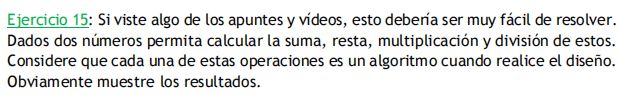 Ejercicio 15: Si viste algo de los apuntes y vídeos, esto debería ser muy fácil de resolver.
Dados dos números permita calcular la suma, resta, multiplicación y división de estos.
Considere que cada una de estas operaciones es un algoritmo cuando realice el diseño.
Obviamente muestre los resultados.